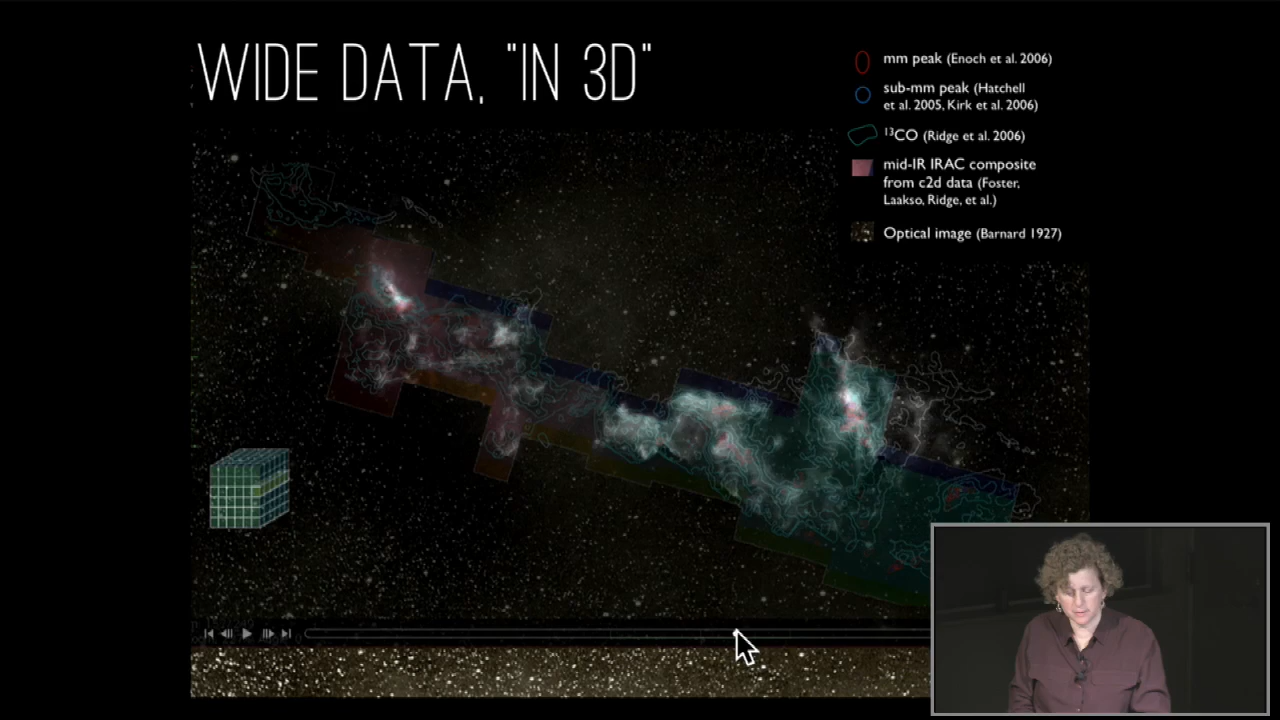 WIDE DATA, "IN 3D"
mm peak (Enoch et al. 2006)
sub-mm peak (Hatchell
et al. 2005, Kirk et al. 2006)
¹³CO (Ridge et al. 2006)
mid-IR IRAC composite
from c2d data (Foster,
Laakso, Ridge, et al.)
Optical image (Barnard 1927)